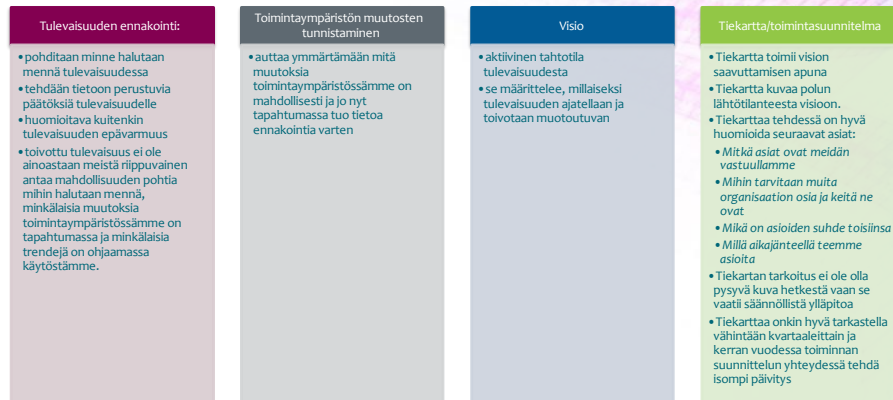 Tulevaisuuden ennakointi:
•pohditaan minne halutaan
mennä tulevaisuudessa
•tehdään tietoon perustuvia
päätöksiä tulevaisuudelle
•huomioitava kuitenkin
tulevaisuuden epävarmuus
•toivottu tulevaisuus ei ole
ainoastaan meistä riippuvainen
antaa mahdollisuuden pohtia
mihin halutaan mennä,
minkälaisia muutoksia
toimintaympäristössämme on
tapahtumassa ja minkälaisia
trendejä on ohjaamassa
käytöstämme.
Toimintaympäristön muutosten
tunnistaminen
•auttaa ymmärtämään mitä
muutoksia
toimintaympäristössämme on
mahdollisesti ja jo nyt
tapahtumassa tuo tietoa
ennakointia varten
Visio
•aktiivinen tahtotila
tulevaisuudesta
•se määrittelee, millaiseksi
tulevaisuuden ajatellaan ja
toivotaan muotoutuvan
Tiekartta/toimintasuunnitelma
•Tiekartta toimii vision
saavuttamisen apuna
•Tiekartta kuvaa polun
lähtötilanteesta visioon.
•Tiekarttaa tehdessä on hyvä
huomioida seuraavat asiat:
•Mitkä asiat ovat meidän
vastuullamme
•Mihin tarvitaan muita
organisaation osia ja keitä ne
ovat
•Mikä on asioiden suhde toisiinsa
•Millä aikajänteellä teemme
asioita
•Tiekartan tarkoitus ei ole olla
pysyvä kuva hetkestä vaan se
vaatii säännöllistä ylläpitoa
•Tiekarttaa onkin hyvä tarkastella
vähintään kvartaaleittain ja
kerran vuodessa toiminnan
suunnittelun yhteydessä tehdä
isompi päivitys